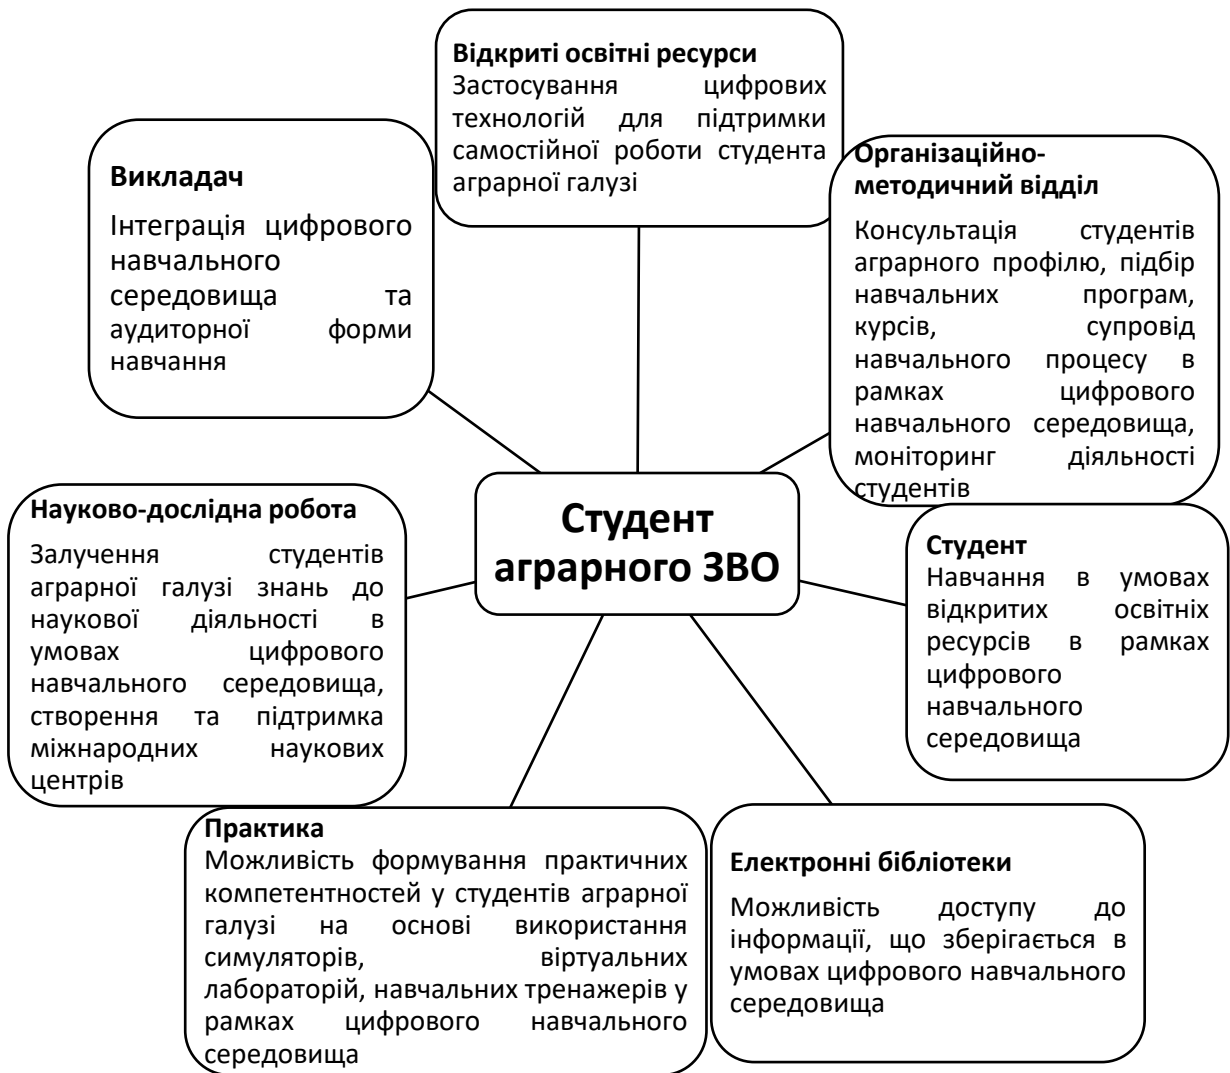 Відкриті освітні ресурси
Застосування цифрових
технологій для підтримки
самостійної роботи студента
аграрної галузі
Викладач
Інтеграція цифрового
навчального
середовища та
аудиторної форми
навчання
Організаційно-
методичний відділ
Консультація студентів
аграрного профілю, підбір
навчальних програм,
курсів, супровід
навчального процесу в
рамках цифрового
навчального середовища,
моніторинг діяльності
студентів
Студент
аграрного ЗВО
Науково-дослідна робота
Залучення студентів
аграрної галузі знань до
наукової діяльності в
умовах цифрового
навчального середовища,
створення та підтримка
міжнародних наукових
центрів
Студент
Навчання в умовах
відкритих освітніх
ресурсів в рамках
цифрового
навчального
середовища
Практика
Можливість формування практичних
компетентностей у студентів аграрної
галузі на основі використання
симуляторів, віртуальних
лабораторій, навчальних тренажерів у
рамках цифрового навчального
середовища
Електронні бібліотеки
Можливість доступу до
інформації, що зберігається в
умовах цифрового навчального
середовища